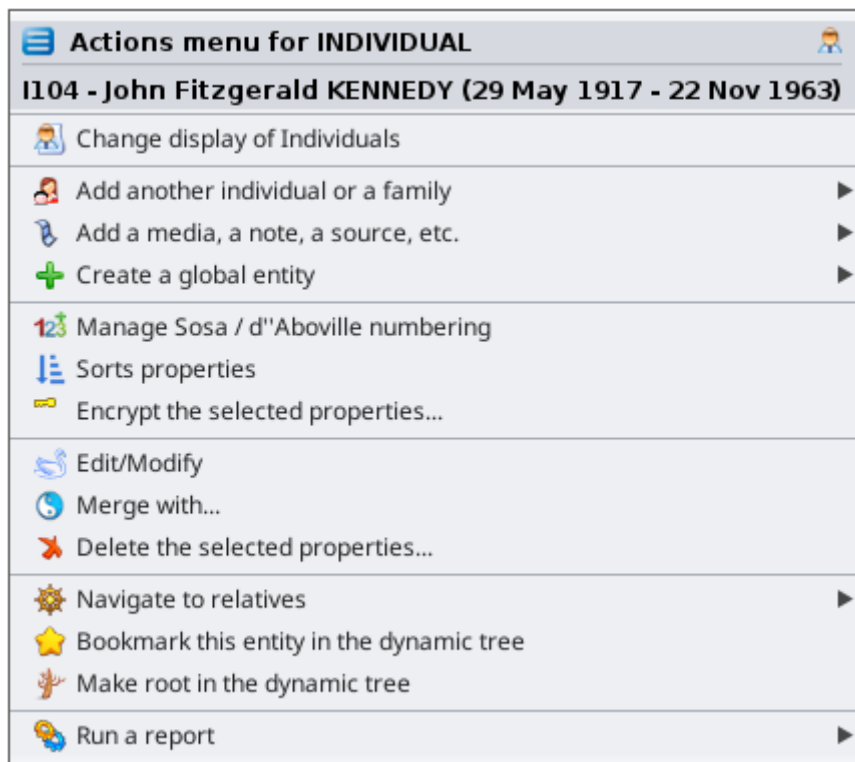 Actions menu for INDIVIDUAL
I104 - John Fitzgerald KENNEDY (29 May 1917 - 22 Nov 1963)
Change display of Individuals
Add another individual or a family
Add a media, a note, a source, etc.
Create a global entity
Manage Sosa / d''Aboville numbering
Sorts properties
Encrypt the selected properties...
Edit/Modify
Merge with...
Delete the selected properties...
Navigate to relatives
Bookmark this entity in the dynamic tree
Make root in the dynamic tree
Run a report